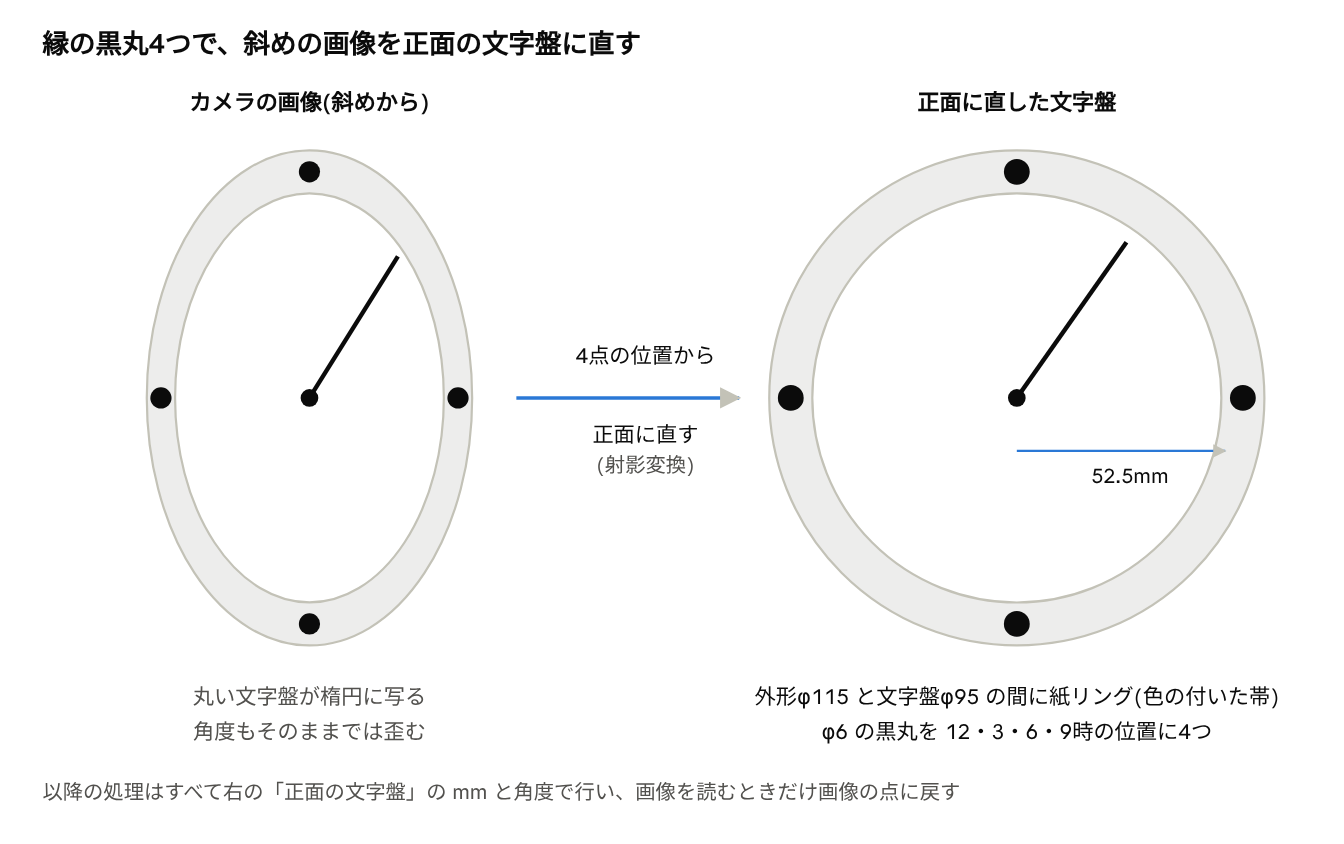 縁の黒丸4つで、斜めの画像を正面の文字盤に直す
カメラの画像(斜めから)
正面に直した文字盤
4点の位置から
正面に直す
(射影変換)
52.5mm
丸い文字盤が楕円に写る
角度もそのままでは歪む
外形φ115 と文字盤φ95 の間に紙リング(色の付いた帯)
φ6 の黒丸を 12・3・6・9時の位置に4つ
以降の処理はすべて右の「正面の文字盤」の mm と角度で行い、画像を読むときだけ画像の点に戻す